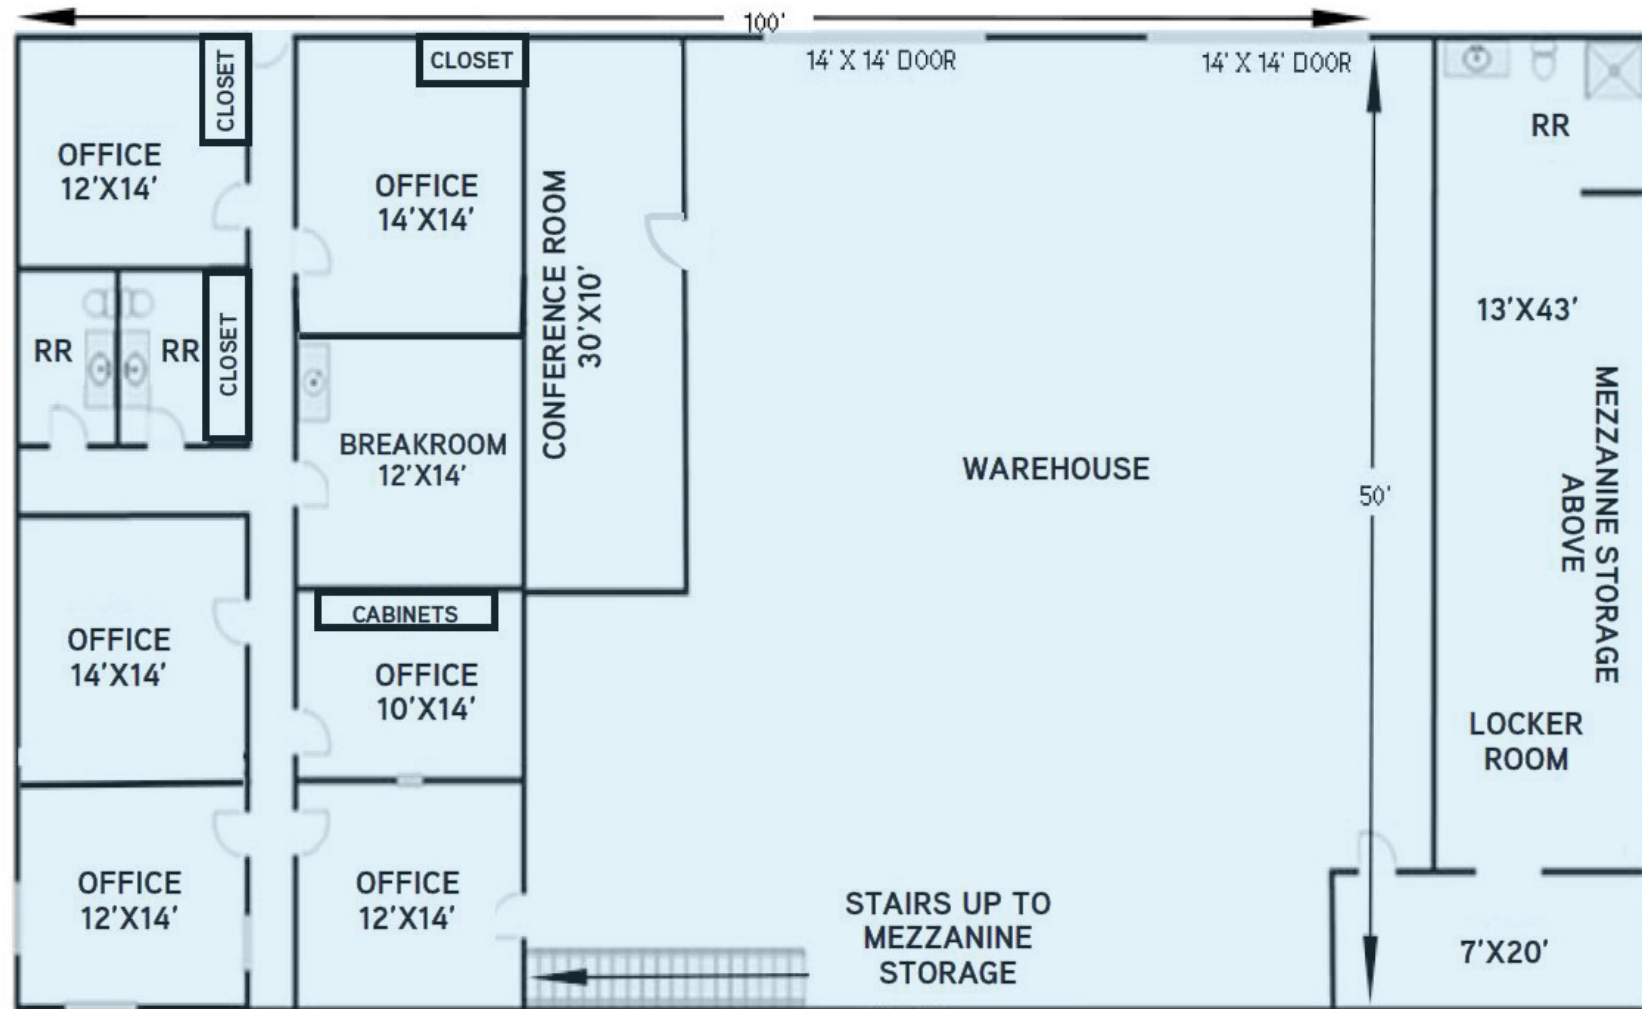 100'
14' X 14' DOOR
14' X 14' DOOR
CLOSET
CLOSET
RR
OFFICE
12'X14'
OFFICE
14'X14'
CONFERENCE ROOM
30'X10'
13'X43'
RR
RR
CLOSET
BREAKROOM
12'X14'
WAREHOUSE
50'
MEZZANINE STORAGE
ABOVE
CABINETS
OFFICE
14'X14'
OFFICE
10'X14'
LOCKER
ROOM
OFFICE
12'X14'
OFFICE
12'X14'
STAIRS UP TO
MEZZANINE
STORAGE
7'X20'